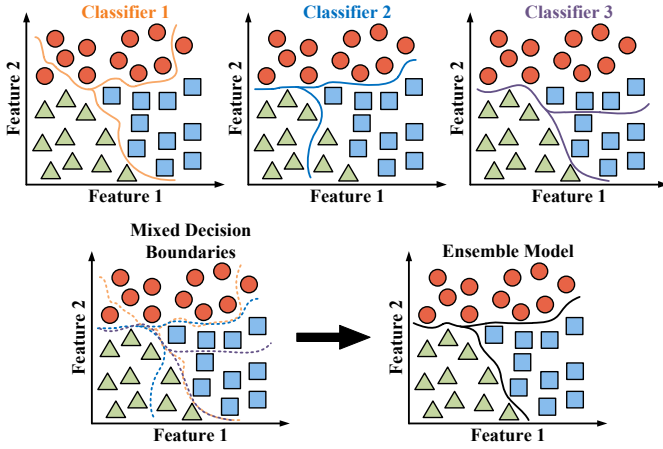 Classifier 1
Classifier 2
Classifier 3
Feature 2
Feature 1
Feature 2
Feature 1
Feature 2
Feature 1
Mixed Decision
Boundaries
Ensemble Model
Feature 2
Feature 1
Feature 2
Feature 1